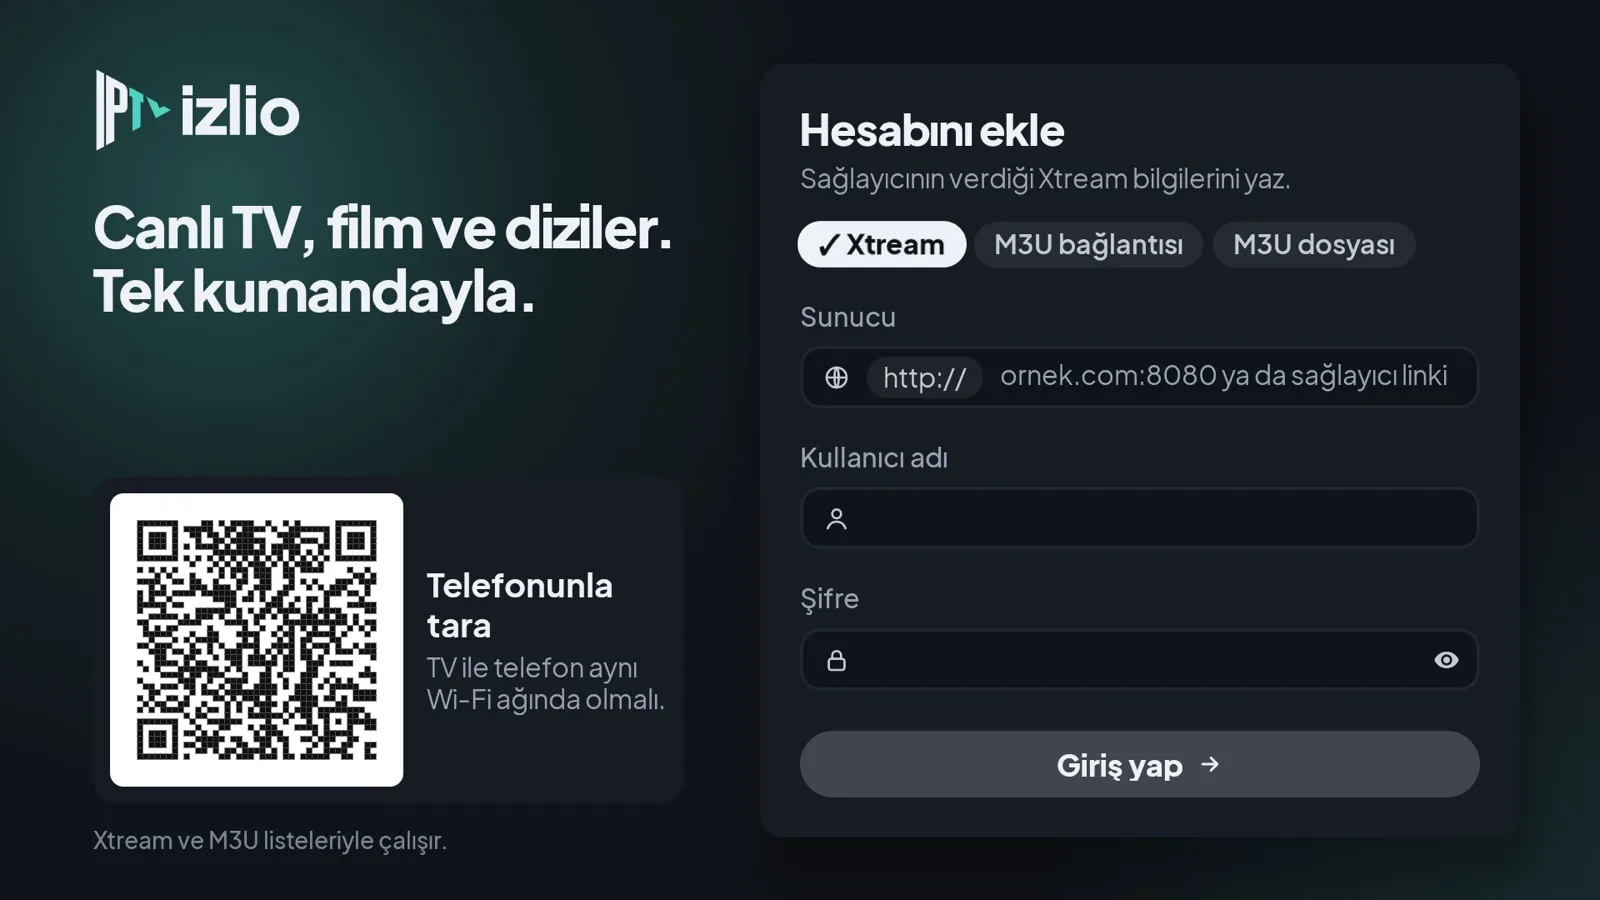 IPTV izlio
Canlı TV, film ve diziler.
Tek kumandayla.
Telefonunla
tara
TV ile telefon aynı
Wi-Fi ağında olmalı.
Xtream ve M3U listeleriyle çalışır.
Hesabını ekle
Sağlayıcının verdiği Xtream bilgilerini yaz.
✓ Xtream M3U bağlantısı M3U dosyası
Sunucu
http:// ornek.com:8080 ya da sağlayıcı linki
Kullanıcı adı
Şifre
Giriş yap →